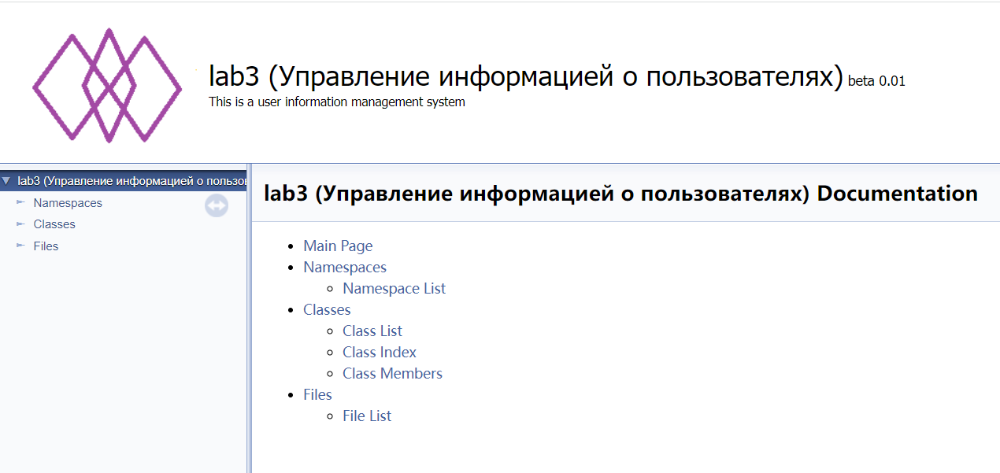 lab3 (Управление информацией о пользователях) beta 0.01
This is a user information management system
lab3 (Управление информацией о пользов
Namespaces
Classes
Files
lab3 (Управление информацией о пользователях) Documentation
Main Page
Namespaces
Namespace List
Classes
Class List
Class Index
Class Members
Files
File List